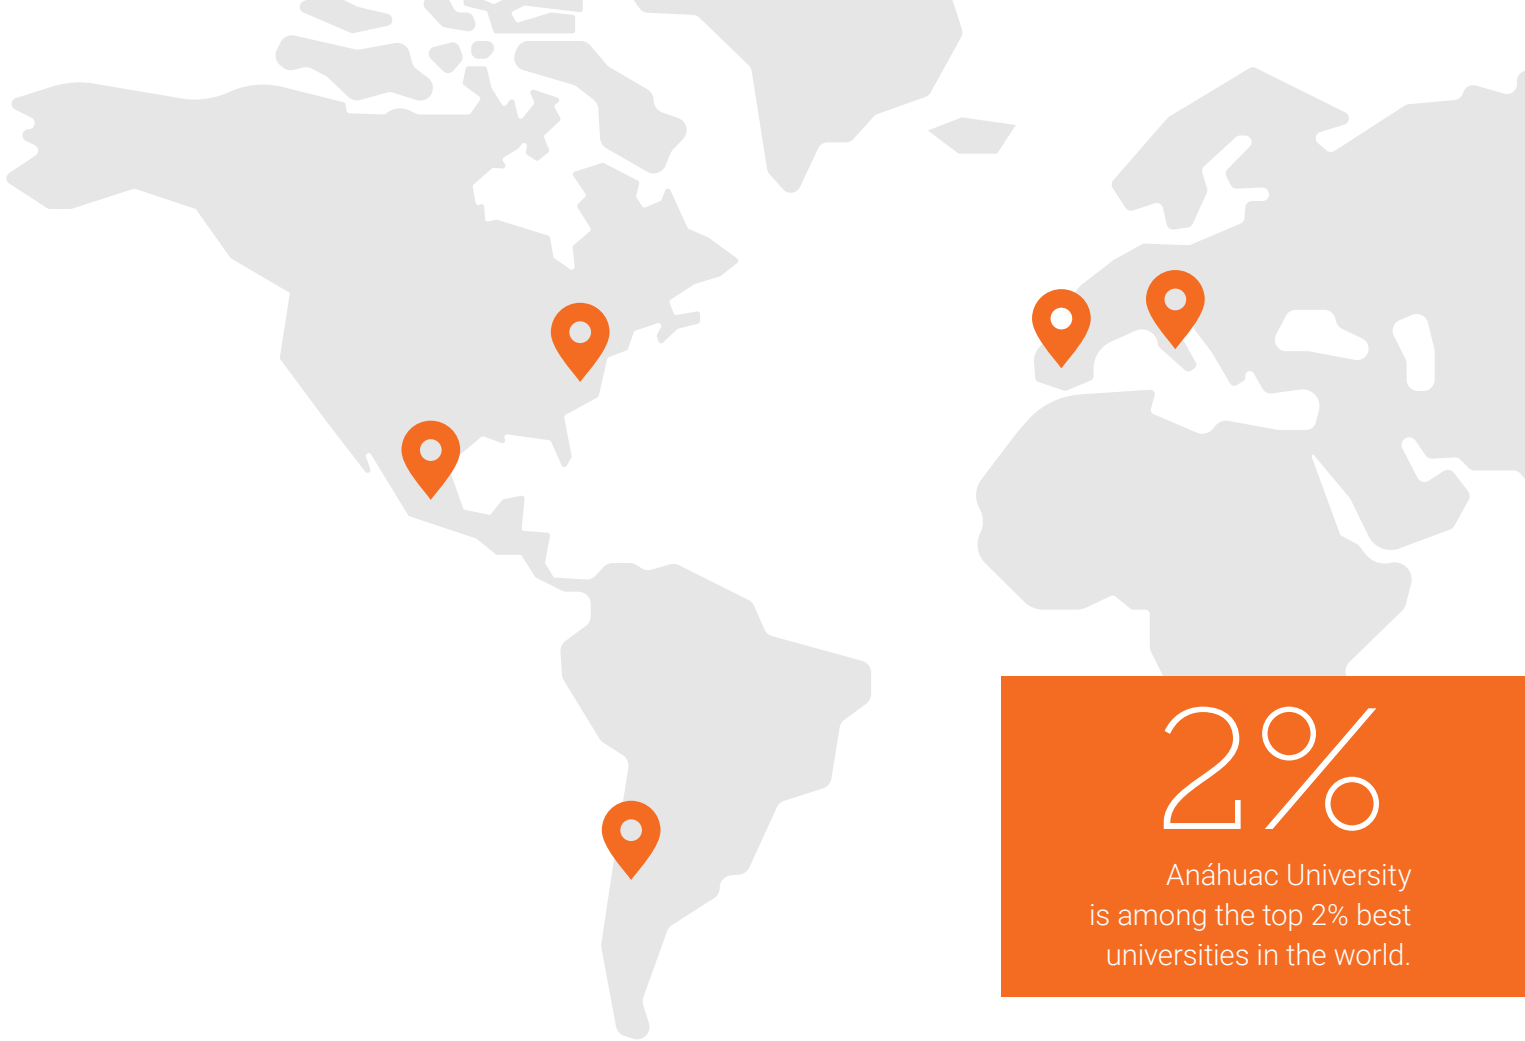 2%
Anáhuac University
is among the top 2% best
universities in the world.